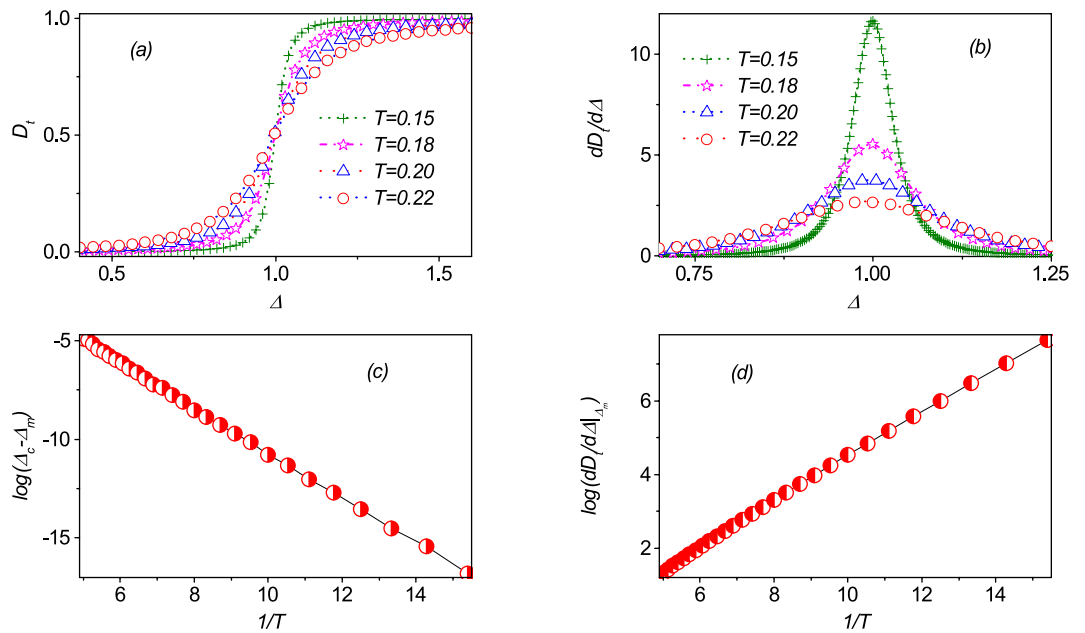 1.0
0.5
0.0
D_t
(a)
T=0.15
T=0.18
T=0.20
T=0.22
0.5
1.0
1.5
Δ
10
5
0
dD_t/dΔ
(b)
T=0.15
T=0.18
T=0.20
T=0.22
0.75
1.00
1.25
Δ
-5
-10
-15
log(Δ_c-Δ_m)
(c)
6
8
10
12
14
1/T
6
4
2
log(dD_t/dΔ|_Δ_m)
(d)
6
8
10
12
14
1/T